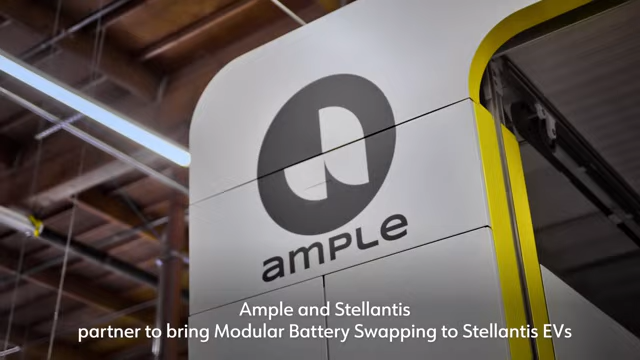 ample
Ample and Stellantis
partner to bring Modular Battery Swapping to Stellantis EVs